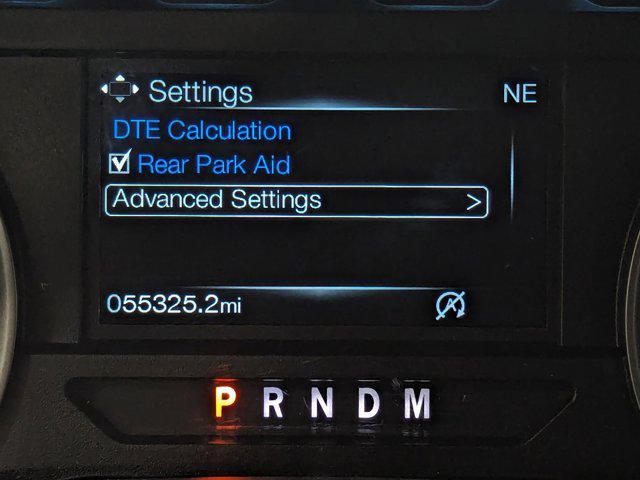 Settings NE
DTE Calculation
Rear Park Aid
Advanced Settings >
055325.2mi A
P R N D M